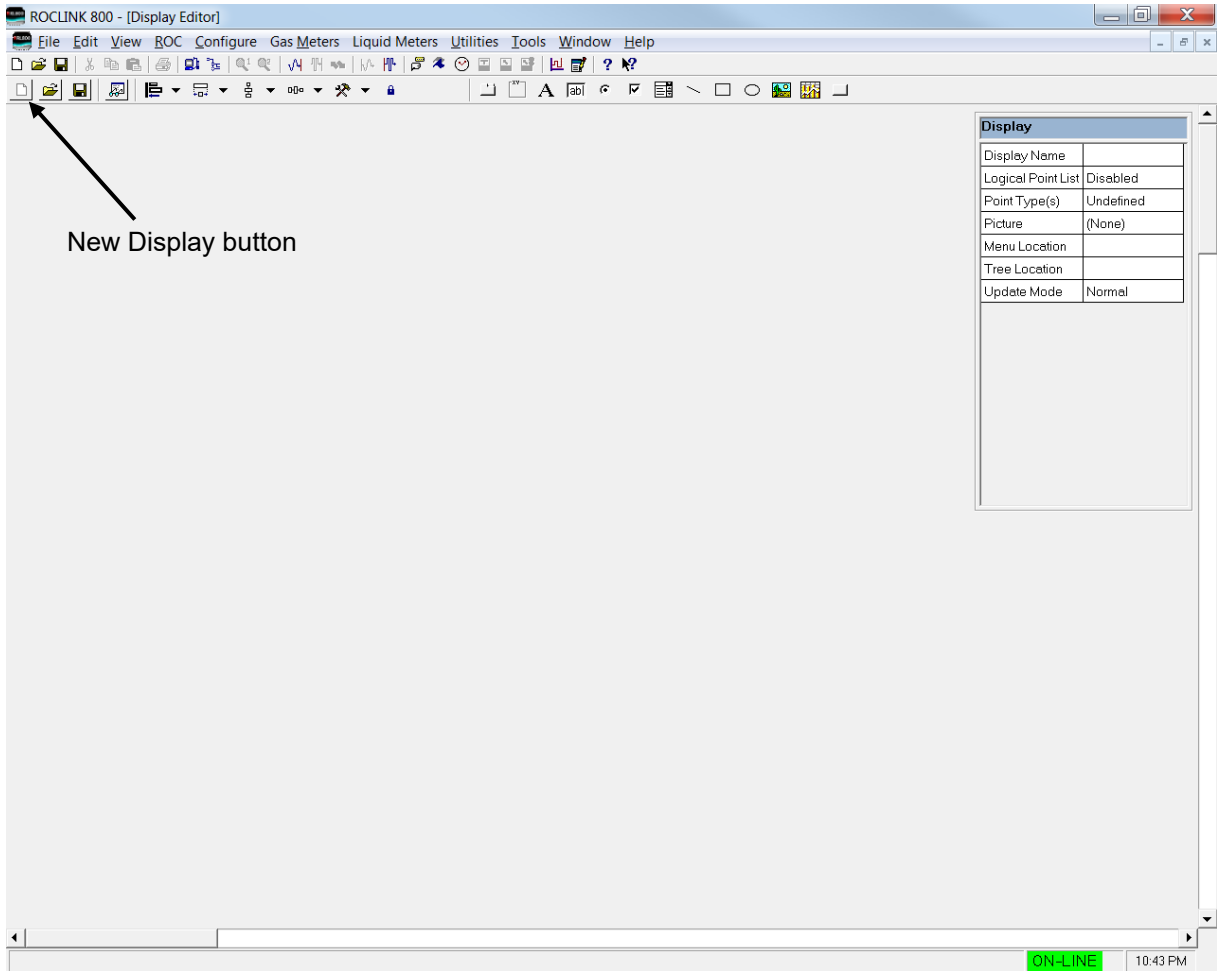 ROCLINK 800 - [Display Editor]
File Edit View ROC Configure Gas Meters Liquid Meters Utilities Tools Window Help
A ab|
New Display button
Display
Display Name
Logical Point List Disabled
Point Type(s) Undefined
Picture (None)
Menu Location
Tree Location
Update Mode Normal
ON-LINE 10:43 PM